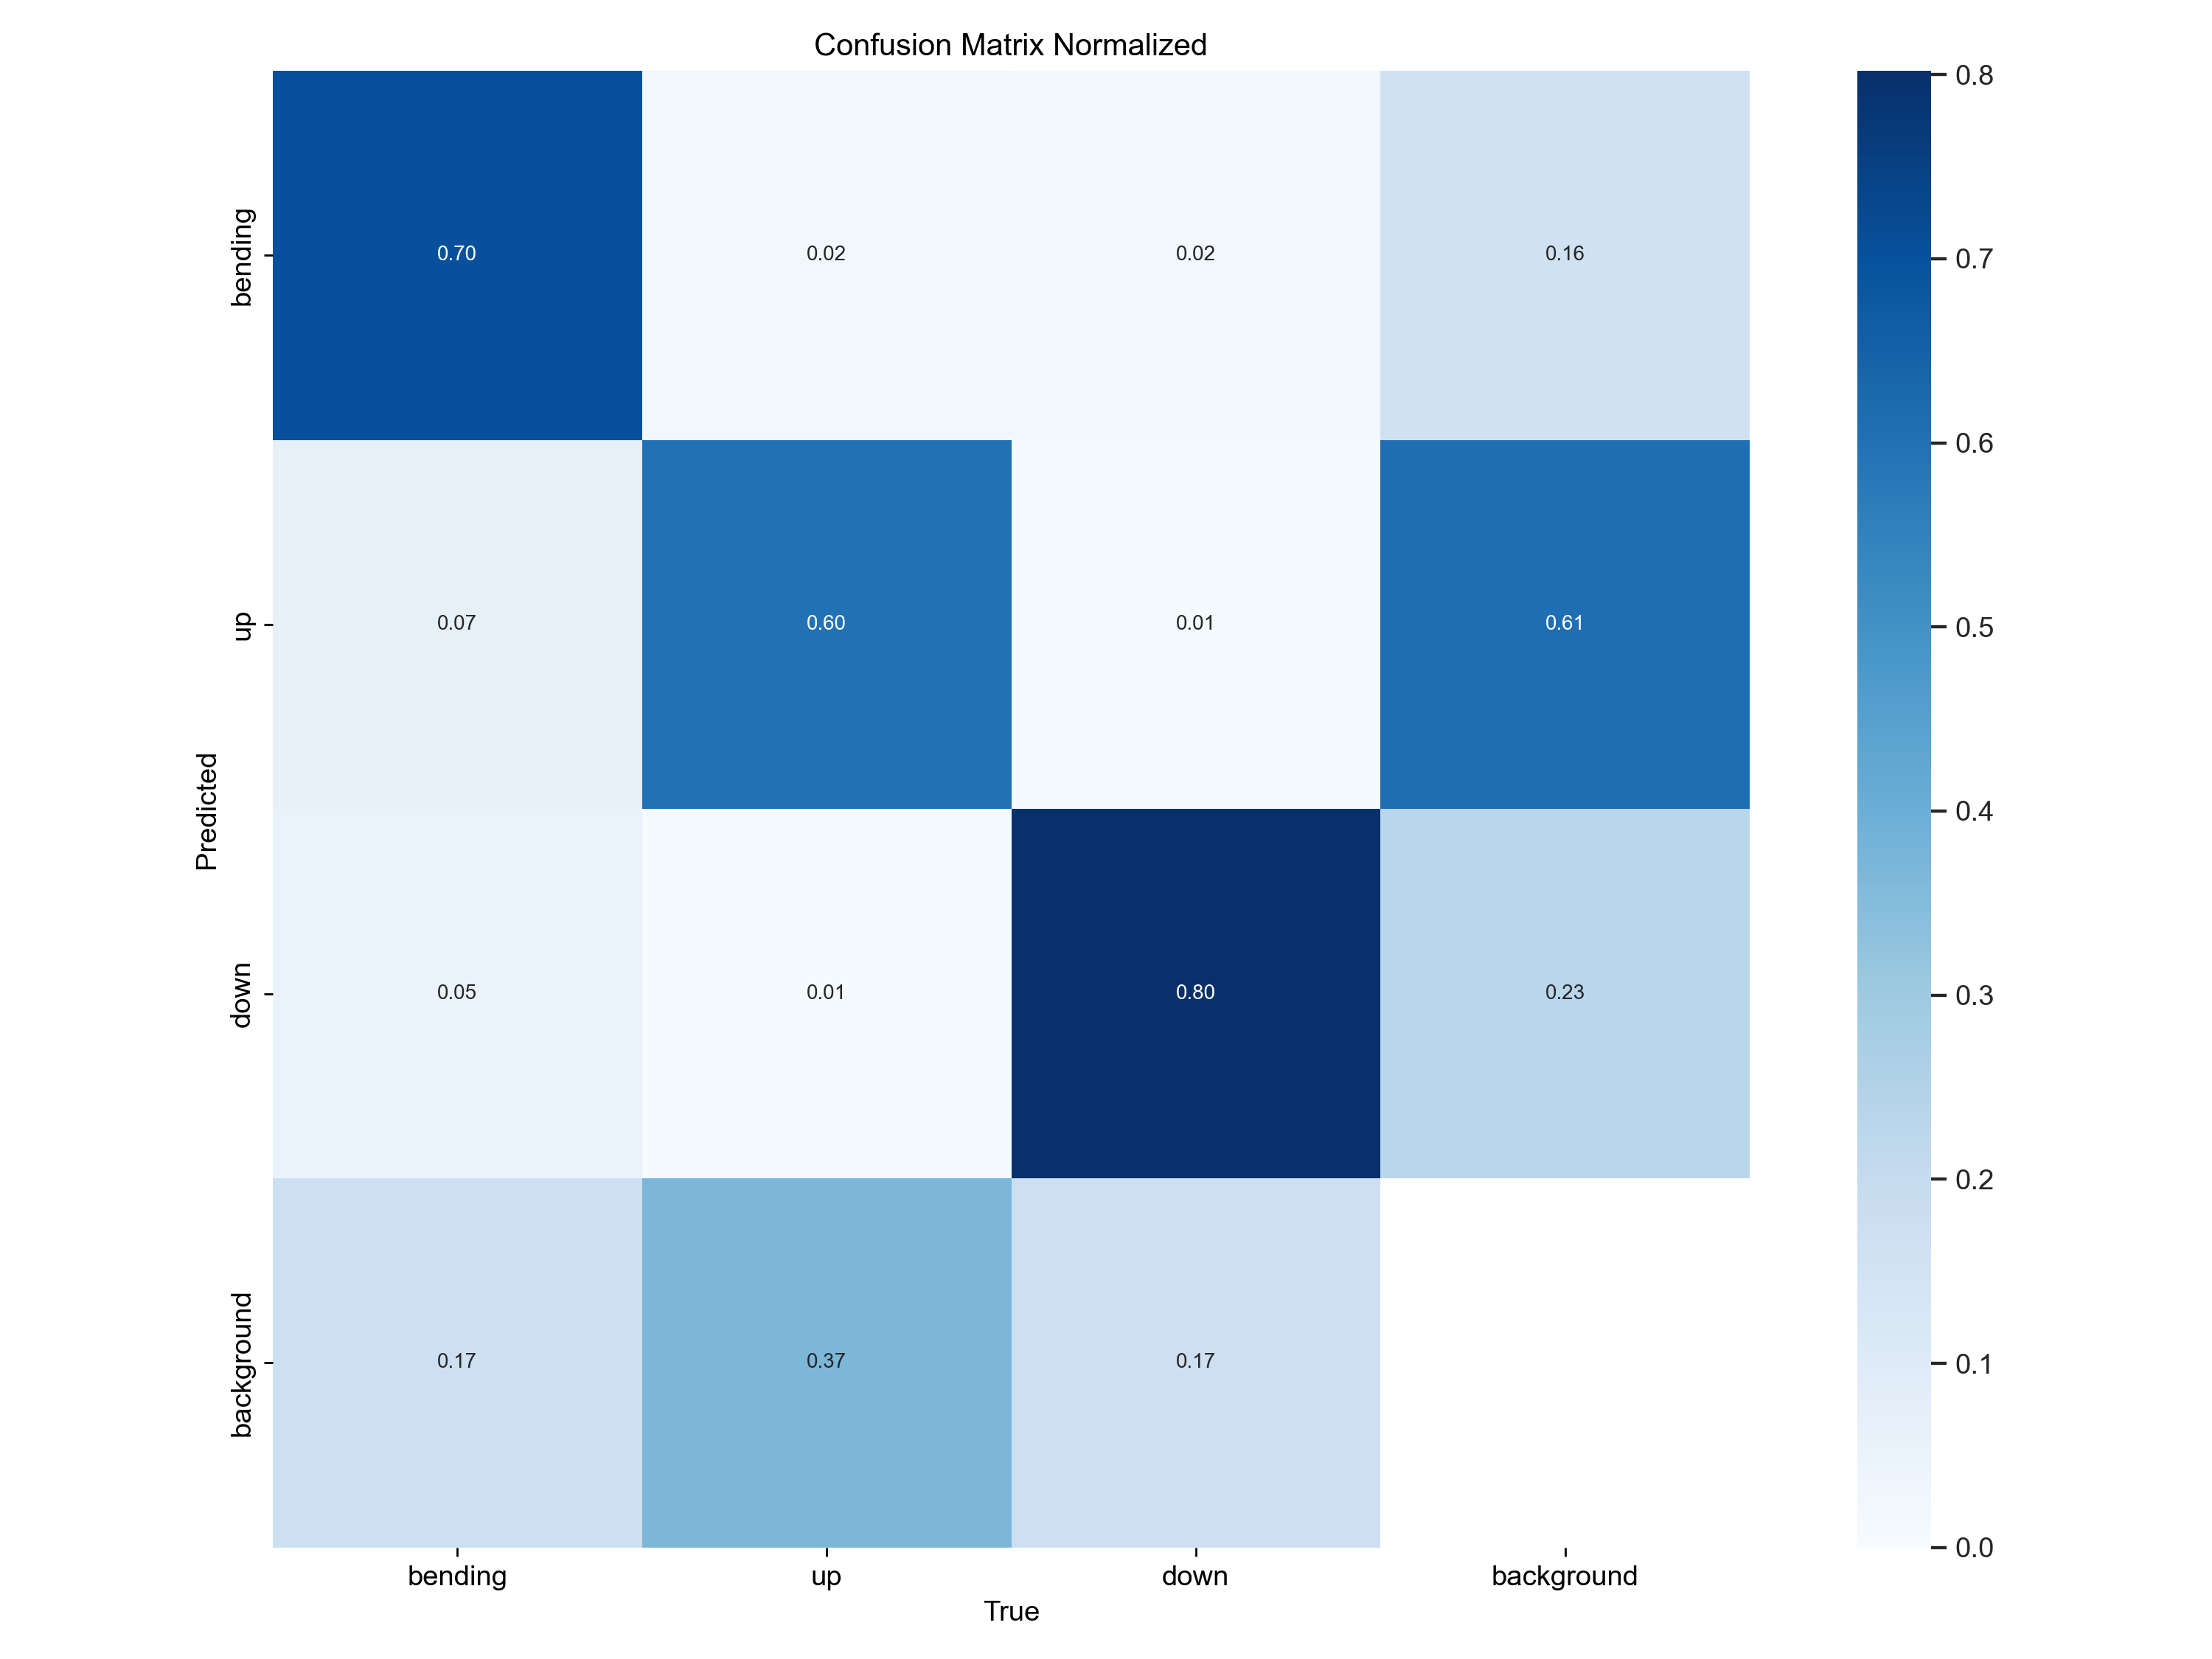 Confusion Matrix Normalized
bending
0.70
0.02
0.02
0.16
up
0.07
0.60
0.01
0.61
down
0.05
0.01
0.80
0.23
background
0.17
0.37
0.17
Predicted
bending
up
down
background
True
0.8
0.7
0.6
0.5
0.4
0.3
0.2
0.1
0.0